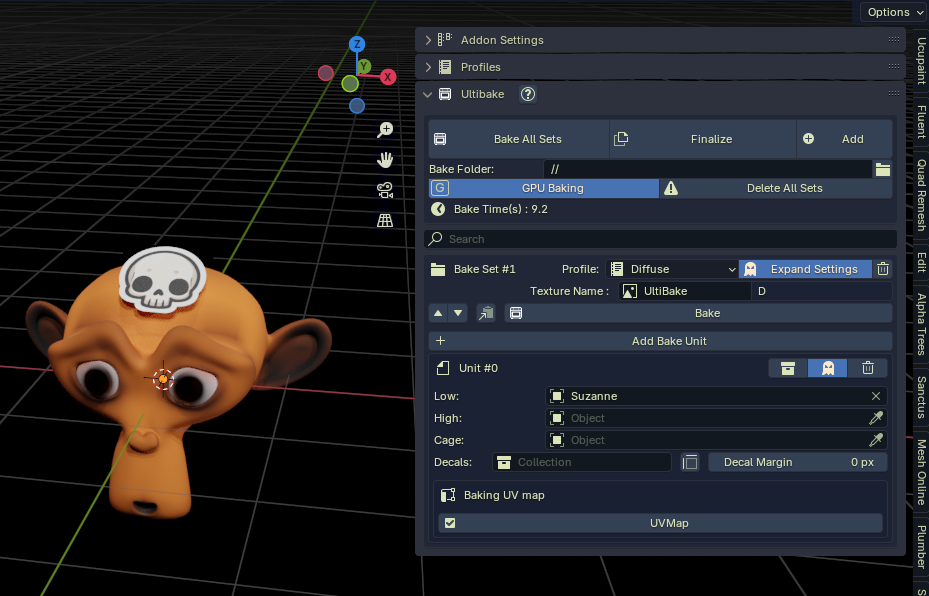 Options
Addon Settings
Profiles
Ultibake ?
Bake All Sets Finalize Add
Bake Folder: //
G GPU Baking Delete All Sets
Bake Time(s) : 9.2
Search
Bake Set #1 Profile: Diffuse Expand Settings
Texture Name : UltiBake D
Bake
Add Bake Unit
Unit #0
Low: Suzanne
High: Object
Cage: Object
Decals: Collection Decal Margin 0 px
Baking UV map
UVMap
Z
Y
X
Ucupaint
Fluent
Quad Remesh
Edit
Alpha Trees
Sanctus
Mesh Online
Plumber
S